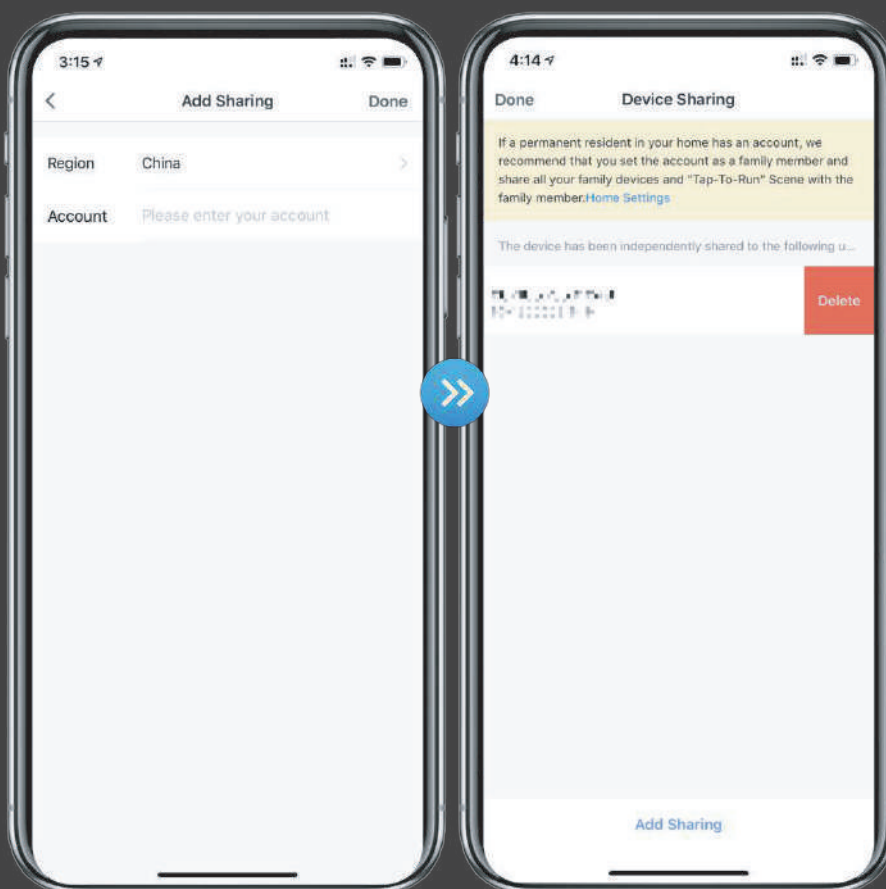 3:15
Add Sharing
Done
Region
China
Account
Please enter your account
4:14
Done
Device Sharing
If a permanent resident in your home has an account, we
recommend that you set the account as a family member and
share all your family devices and "Tap-To-Run" Scene with the
family member.Home Settings
The device has been independently shared to the following u...
Delete
Add Sharing